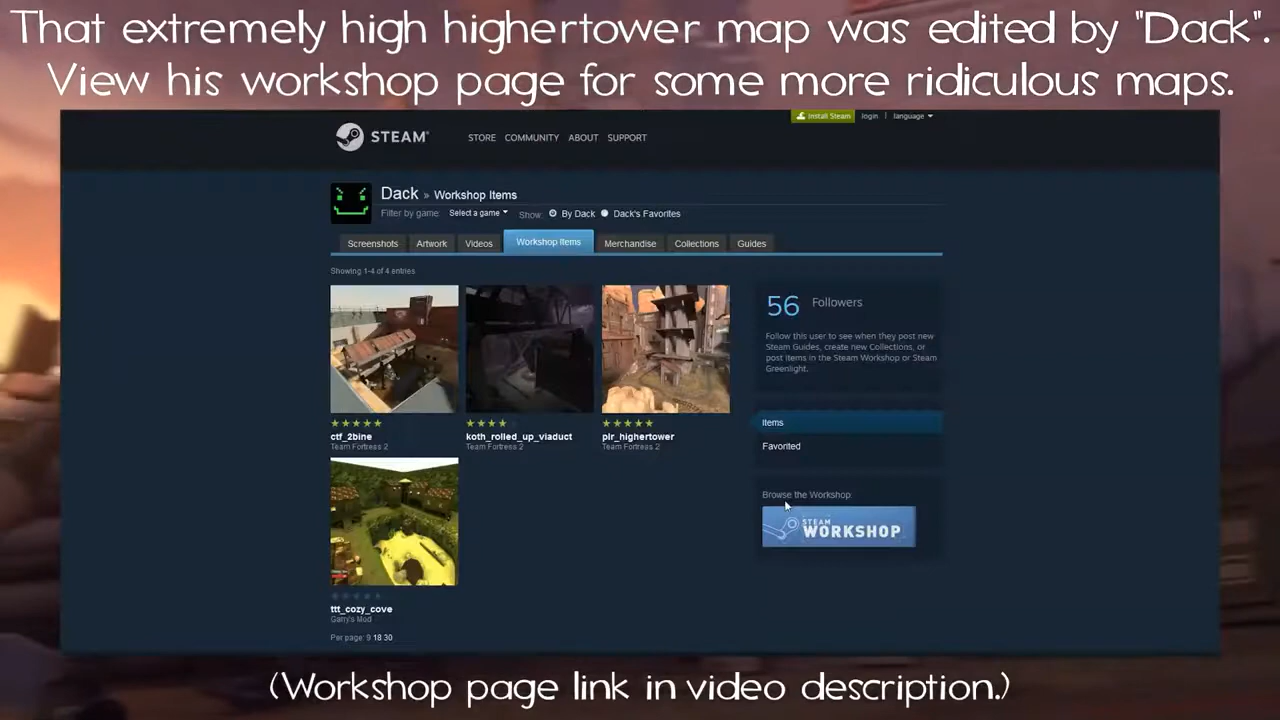 That extremely high highertower map was edited by "Dack".
View his workshop page for some more ridiculous maps.
Install Steam login | language
STEAM®
STORE COMMUNITY ABOUT SUPPORT
Dack » Workshop Items
Filter by game: Select a game Show: By Dack Dack's Favorites
Screenshots Artwork Videos Workshop Items Merchandise Collections Guides
Showing 1-4 of 4 entries
56 Followers
Follow this user to see when they post new
Steam Guides, create new Collections, or
post items in the Steam Workshop or Steam
Greenlight.
Items
Favorited
Browse the Workshop
STEAM
WORKSHOP
ctf_2bine koth_rolled_up_viaduct plr_highertower
Team Fortress 2 Team Fortress 2 Team Fortress 2
ttt_cozy_cove
Garry's Mod
Per page: 9 18 30
(Workshop page link in video description.)